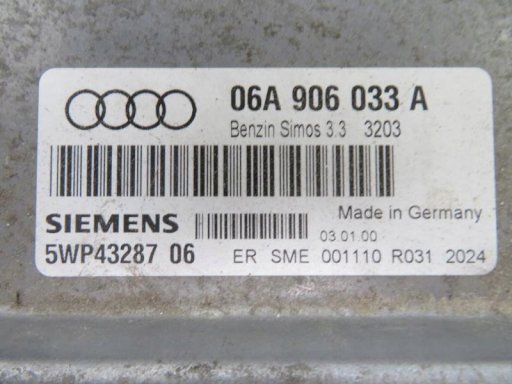 06A 906 033 A
Benzin Simos 3.3 3203
SIEMENS
Made in Germany
03.01.00
5WP43287 06
ER SME 001110 R031 2024